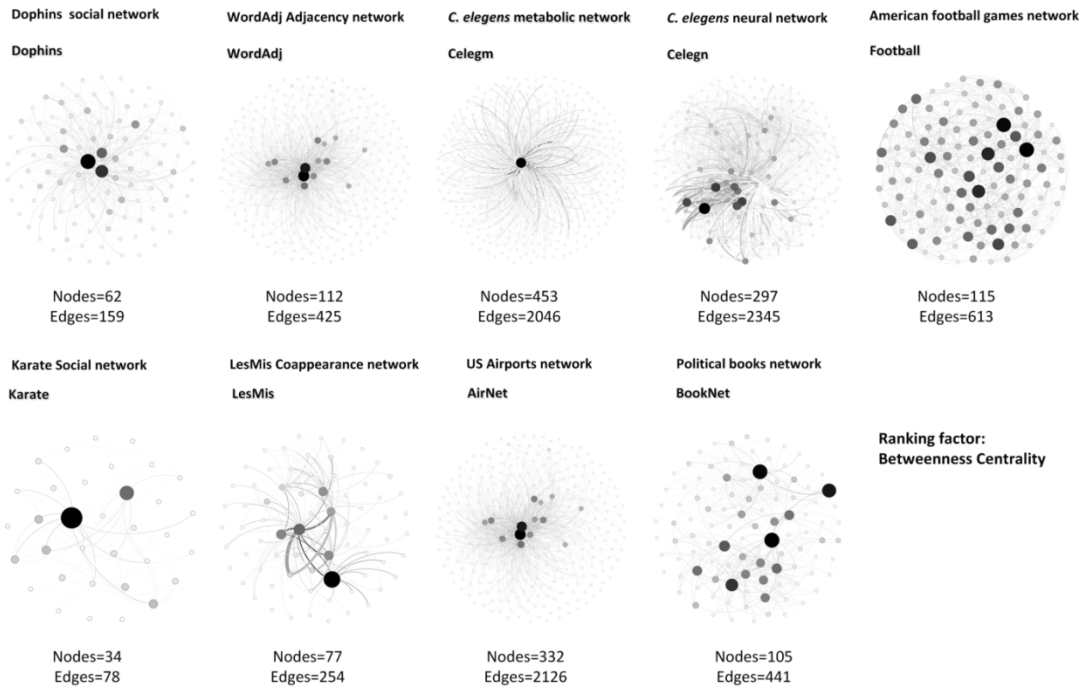 Dophins social network
WordAdj Adjacency network
C. elegens metabolic network
C. elegens neural network
American football games network
Dophins
WordAdj
Celegm
Celegn
Football
Nodes=62
Edges=159
Nodes=112
Edges=425
Nodes=453
Edges=2046
Nodes=297
Edges=2345
Nodes=115
Edges=613
Karate Social network
LesMis Coappearance network
US Airports network
Political books network
Karate
LesMis
AirNet
BookNet
Ranking factor:
Betweenness Centrality
Nodes=34
Edges=78
Nodes=77
Edges=254
Nodes=332
Edges=2126
Nodes=105
Edges=441